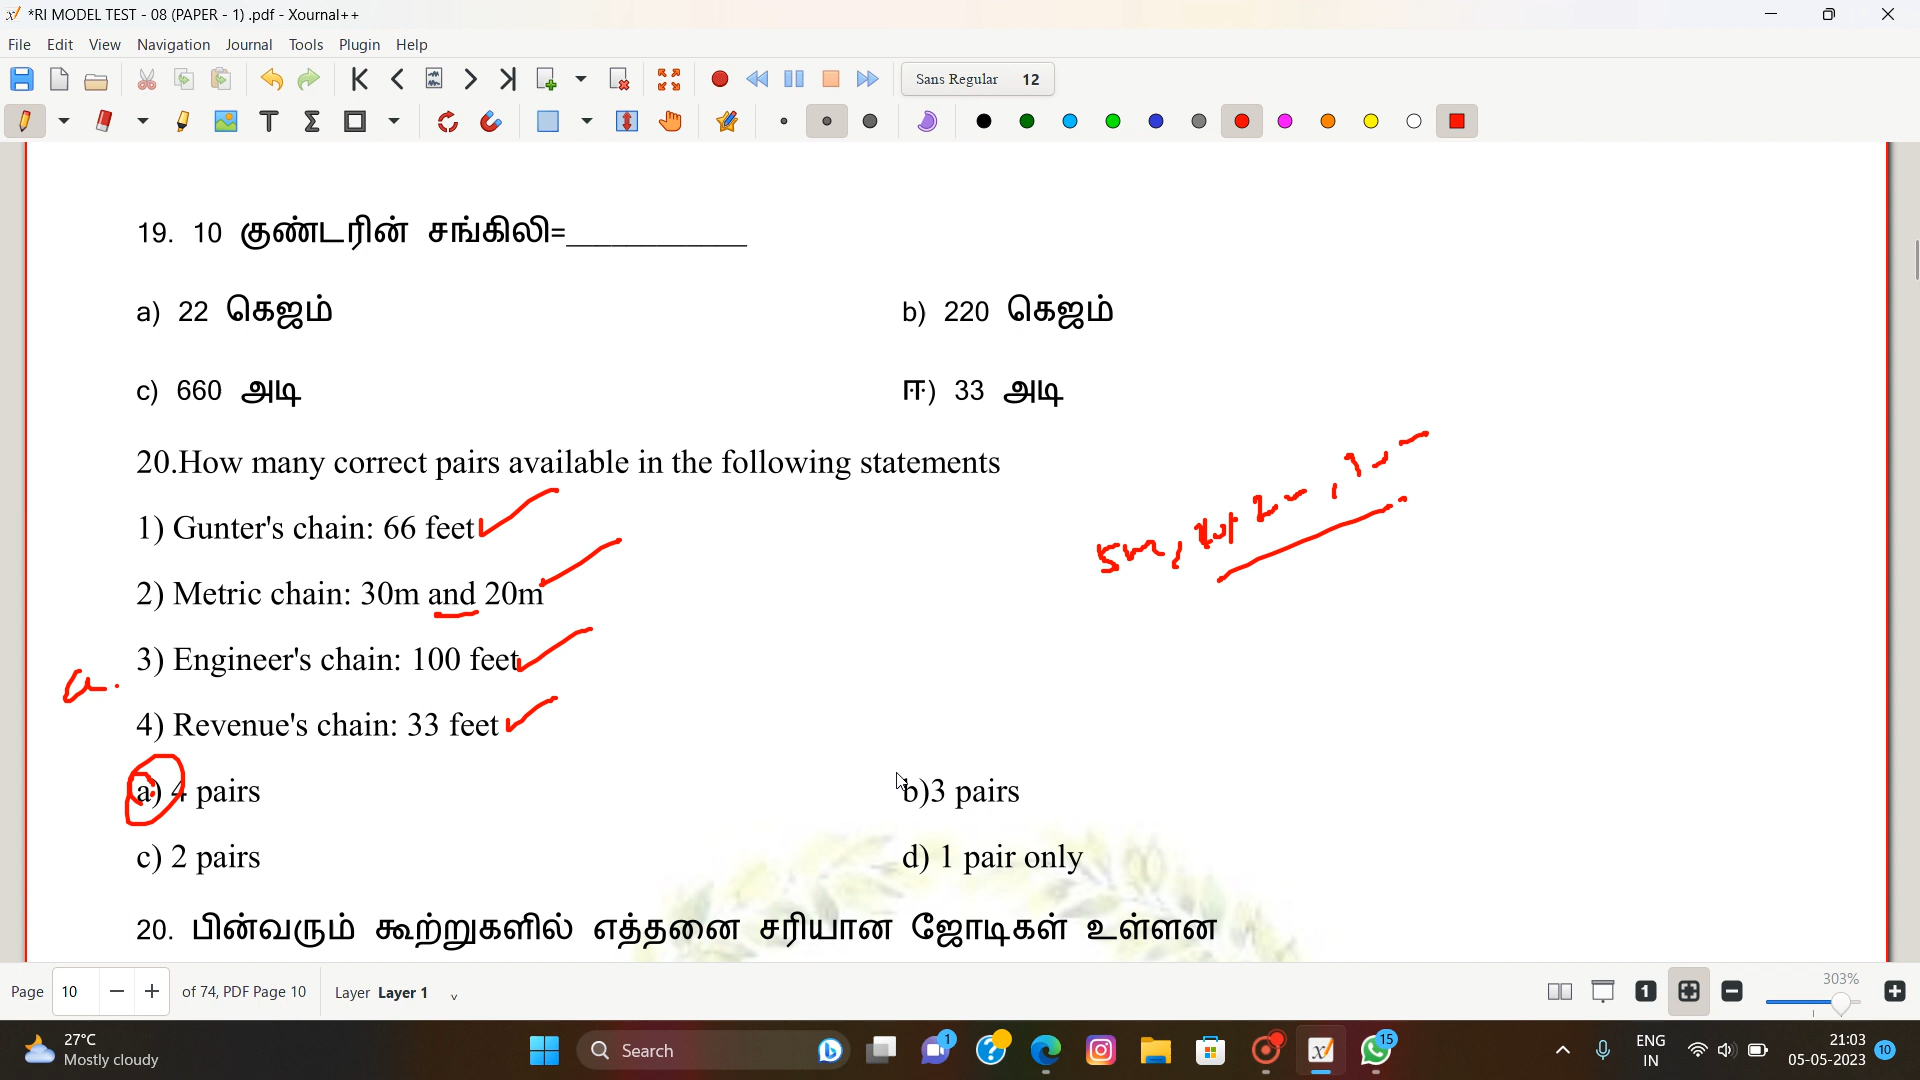 *RI MODEL TEST - 08 (PAPER - 1) .pdf - Xournal++
File Edit View Navigation Journal Tools Plugin Help
Sans Regular 12
19. 10 குண்டரின் சங்கிலி=____________
a) 22 கெஜம் b) 220 கெஜம்
c) 660 அடி ஈ) 33 அடி
20.How many correct pairs available in the following statements
1) Gunter's chain: 66 feet
2) Metric chain: 30m and 20m
5m,
3) Engineer's chain: 100 feet
a.
4) Revenue's chain: 33 feet
a) 4 pairs b)3 pairs
c) 2 pairs d) 1 pair only
20. பின்வரும் கூற்றுகளில் எத்தனை சரியான ஜோடிகள் உள்ளன
Page 10 of 74, PDF Page 10 Layer Layer 1 303%
27°C
Mostly cloudy
Search
1
15
ENG
IN
21:03
05-05-2023
10